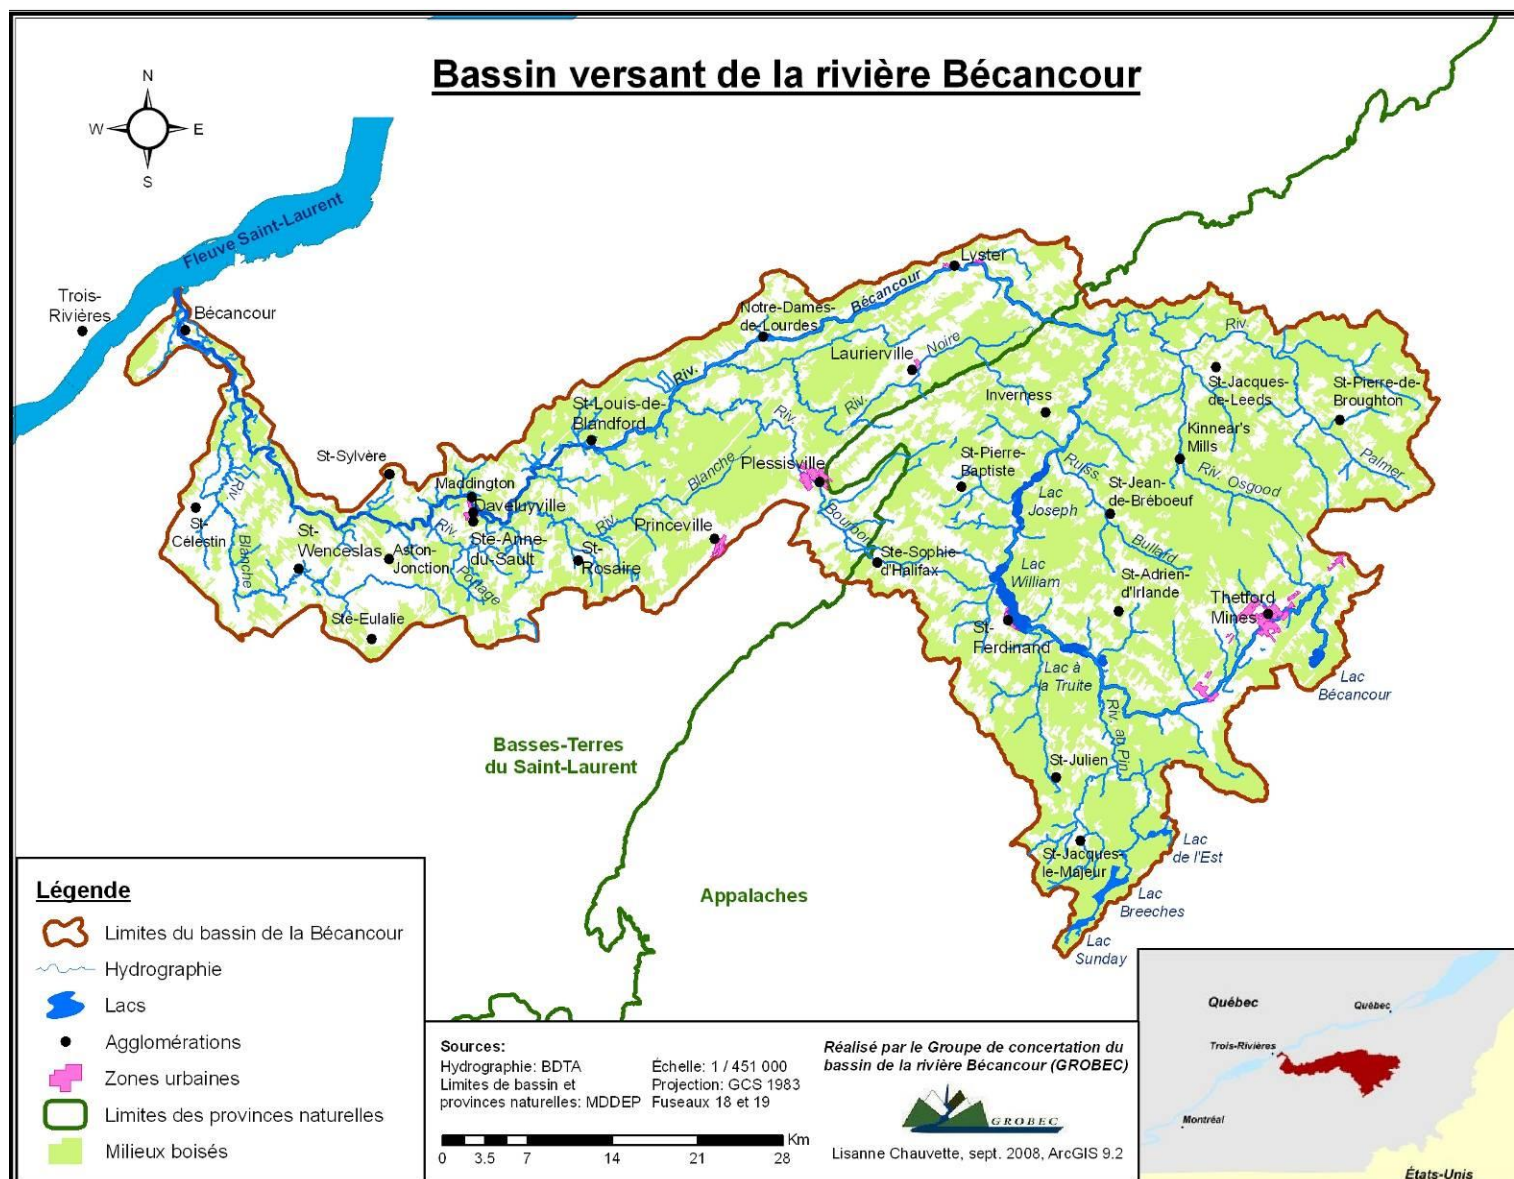 Bassin versant de la rivière Bécancour
N
W
E
S
Fleuve Saint-Laurent
Trois-
Rivières
Bécancour
Lyster
Bécancour
Riv.
Notre-Dames-
de-Lourdes
Laurierville
Noire
Riv.
Riv.
St-Jacques-
de-Leeds
St-Pierre-de-
Broughton
Inverness
Kinnear's
Mills
Palmer
Riv. Osgood
St-Louis-de-
Blandford
Riv.
Plessisville
St-Pierre-
Baptiste
Ruiss.
St-Jean-
de-Bréboeuf
Bullard
Lac
Joseph
St-Sylvère
Maddington
Daveluyville
Ste-Anne-
du-Sault
Blanche
Riv.
Princeville
Bourbon
Ste-Sophie-
d'Halifax
Lac
William
St-Adrien-
d'Irlande
Thetford
Mines
Riv.
St-
Célestin
Blanche
St-
Wenceslas
Aston-
Jonction
Riv.
Portage
St-
Rosaire
Ste-Eulalie
St-
Ferdinand
Lac à
la Truite
Lac
Bécancour
Riv. au Pin
Basses-Terres
du Saint-Laurent
St-Julien
St-Jacques-
le-Majeur
Lac
de l'Est
Lac
Breeches
Lac
Sunday
Appalaches
Légende
Limites du bassin de la Bécancour
Hydrographie
Lacs
Agglomérations
Zones urbaines
Limites des provinces naturelles
Milieux boisés
Sources:
Hydrographie: BDTA
Limites de bassin et
provinces naturelles: MDDEP
Échelle: 1 / 451 000
Projection: GCS 1983
Fuseaux 18 et 19
Km
0 3.5 7 14 21 28
Réalisé par le Groupe de concertation du
bassin de la rivière Bécancour (GROBEC)
GROBEC
Lisanne Chauvette, sept. 2008, ArcGIS 9.2
Québec
Québec
Trois-Rivières
Montréal
États-Unis